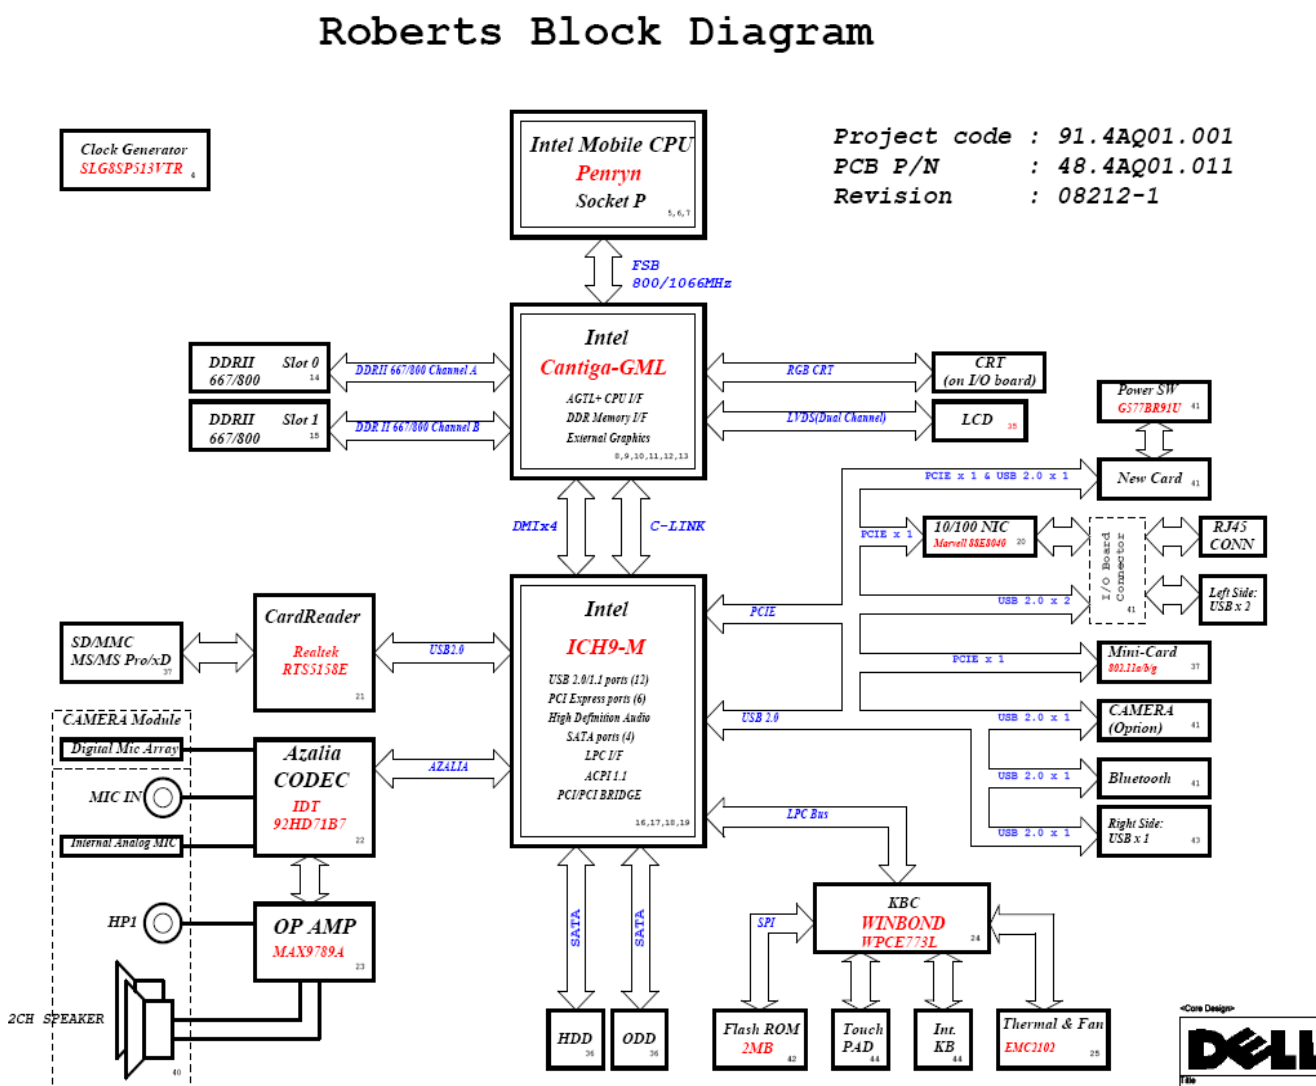 Roberts Block Diagram
Clock Generator
SLG8SP513VTR 4
Intel Mobile CPU
Penryn
Socket P
5,6,7
Project code : 91.4AQ01.001
PCB P/N : 48.4AQ01.011
Revision : 08212-1
FSB
800/1066MHz
Intel
Cantiga-GML
AGTL+ CPU I/F
DDR Memory I/F
External Graphics
8,9,10,11,12,13
DDRII Slot 0
667/800 14
DDRII 667/800 Channel A
DDRII Slot 1
667/800 15
DDR II 667/800 Channel B
RGB CRT
CRT
(on I/O board)
LVDS(Dual Channel)
LCD 35
Power SW
G577BR91U 41
PCIE x 1 & USB 2.0 x 1
New Card 41
DMIx4
C-LINK
PCIE x 1
10/100 NIC
Marvell 88E8040 20
I/O Board
Connector
41
RJ45
CONN
USB 2.0 x 2
Left Side:
USB x 2
Intel
ICH9-M
USB 2.0/1.1 ports (12)
PCI Express ports (6)
High Definition Audio
SATA ports (4)
LPC I/F
ACPI 1.1
PCI/PCI BRIDGE
16,17,18,19
PCIE
USB 2.0
PCIE x 1
Mini-Card
802.11a/b/g 37
USB 2.0 x 1
CAMERA
(Option) 41
USB 2.0 x 1
Bluetooth 41
USB 2.0 x 1
Right Side:
USB x 1 43
SD/MMC
MS/MS Pro/xD
37
CardReader
Realtek
RTS5158E
21
USB2.0
CAMERA Module
Digital Mic Array
MIC IN
Internal Analog MIC
Azalia
CODEC
IDT
92HD71B7
22
AZALIA
HP1
OP AMP
MAX9789A
23
2CH SPEAKER
40
LPC Bus
SATA
SATA
HDD
36
ODD
36
KBC
WINBOND
WPCE773L 24
SPI
Flash ROM
2MB 42
Touch
PAD 44
Int.
KB
44
Thermal & Fan
EMC2102 25
<Core Design>
DELL
Title